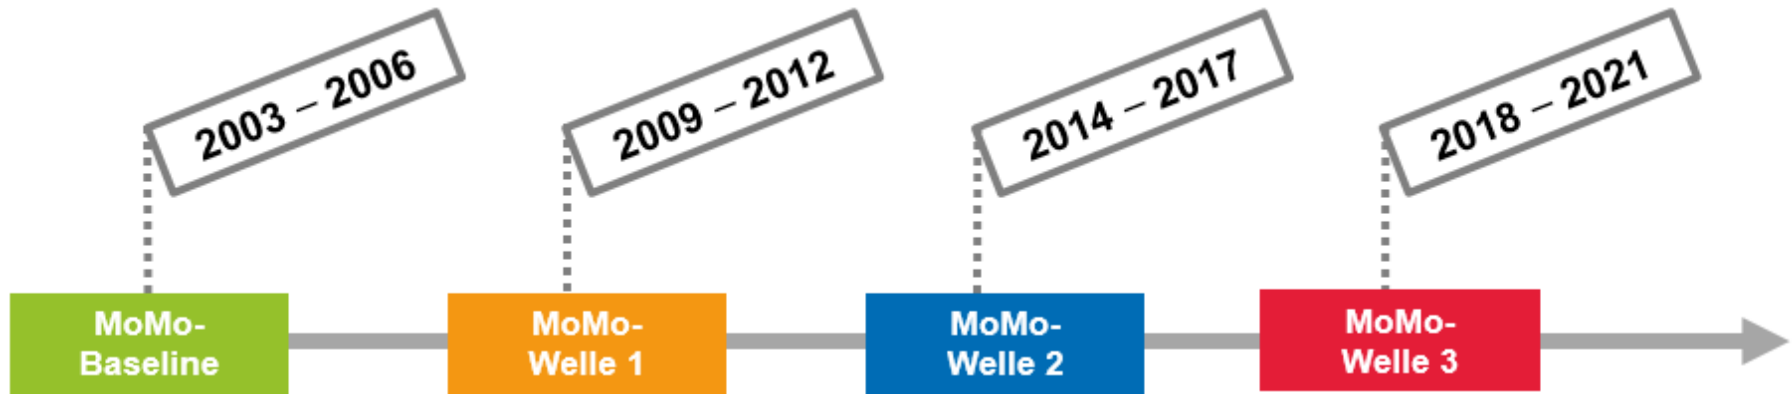 2003 – 2006
2009 – 2012
2014 – 2017
2018 – 2021
MoMo-
Baseline
MoMo-
Welle 1
MoMo-
Welle 2
MoMo-
Welle 3